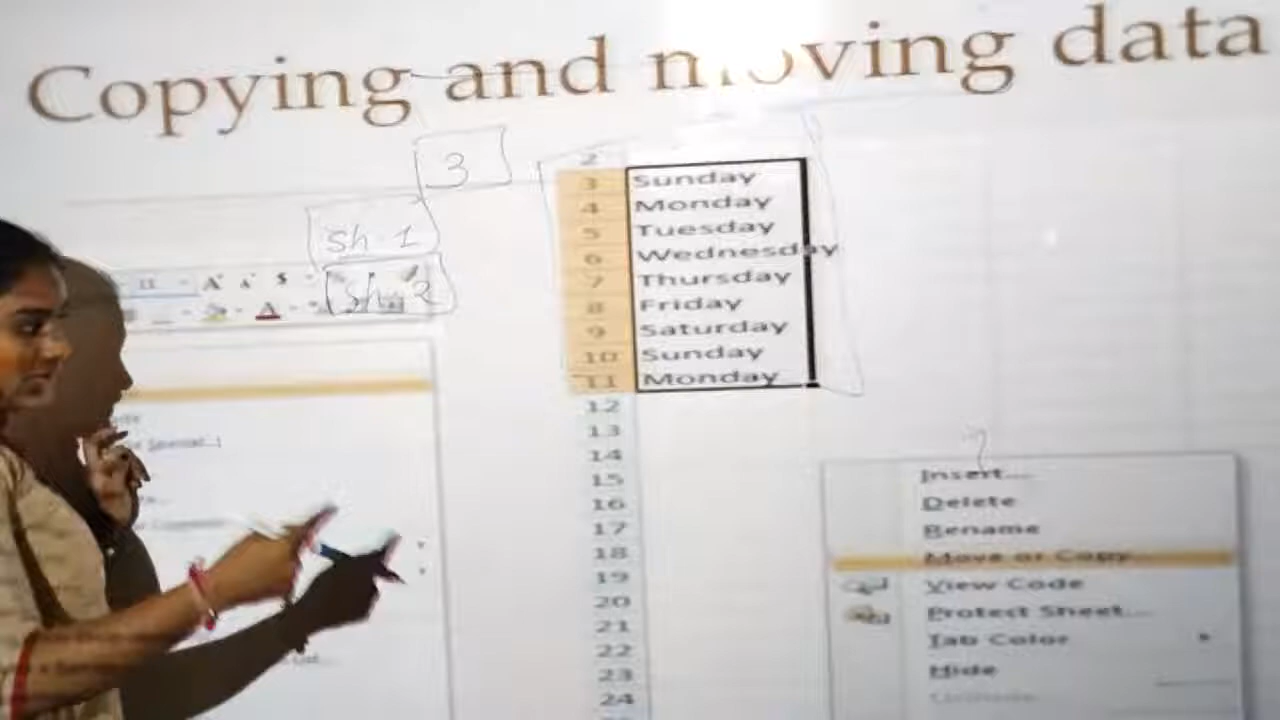 Copying and moving data
3
Sh 1
Sh 2
11
A A $
A
2
3 Sunday
4 Monday
5 Tuesday
6 Wednesday
7 Thursday
8 Friday
9 Saturday
10 Sunday
11 Monday
12
13
14
15
16
17
18
19
20
21
22
23
24
Insert...
Delete
Rename
Move or Copy...
View Code
Protect Sheet...
Tab Color
Hide